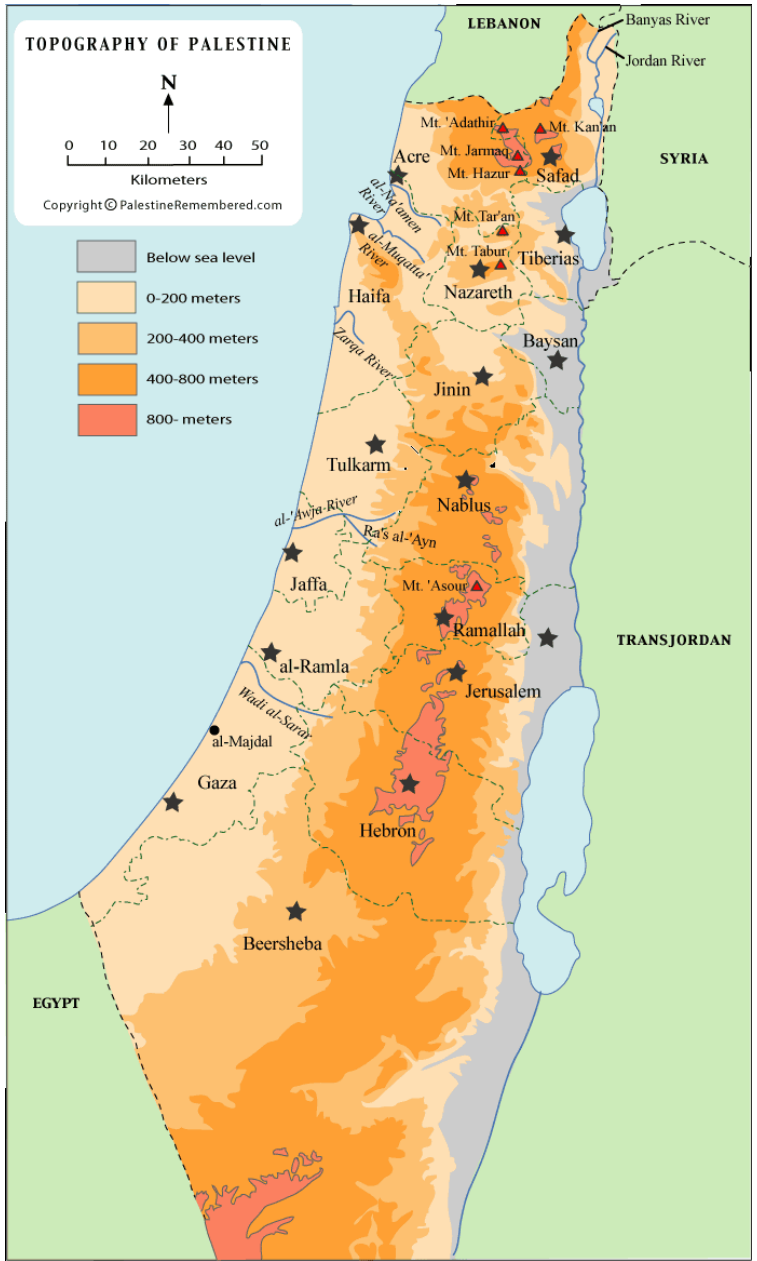 LEBANON
Banyas River
Jordan River
TOPOGRAPHY OF PALESTINE
N
0 10 20 30 40 50
Kilometers
Copyright © PalestineRemembered.com
Below sea level
0-200 meters
200-400 meters
400-800 meters
800- meters
Mt. 'Adathir
Mt. Kan'an
Mt. Jarmaq
Mt. Hazur
Safad
SYRIA
Acre
al-Na'amen
River
Mt. Tar'an
al-Muqatta'
River
Mt. Tabur
Tiberias
Haifa
Nazareth
Zarqa River
Baysan
Jinin
Tulkarm
Nablus
al-'Awja-River
Ra's al-'Ayn
Jaffa
Mt. 'Asour
Ramallah
TRANSJORDAN
al-Ramla
Jerusalem
Wadi al-Sarar
al-Majdal
Gaza
Hebron
Beersheba
EGYPT